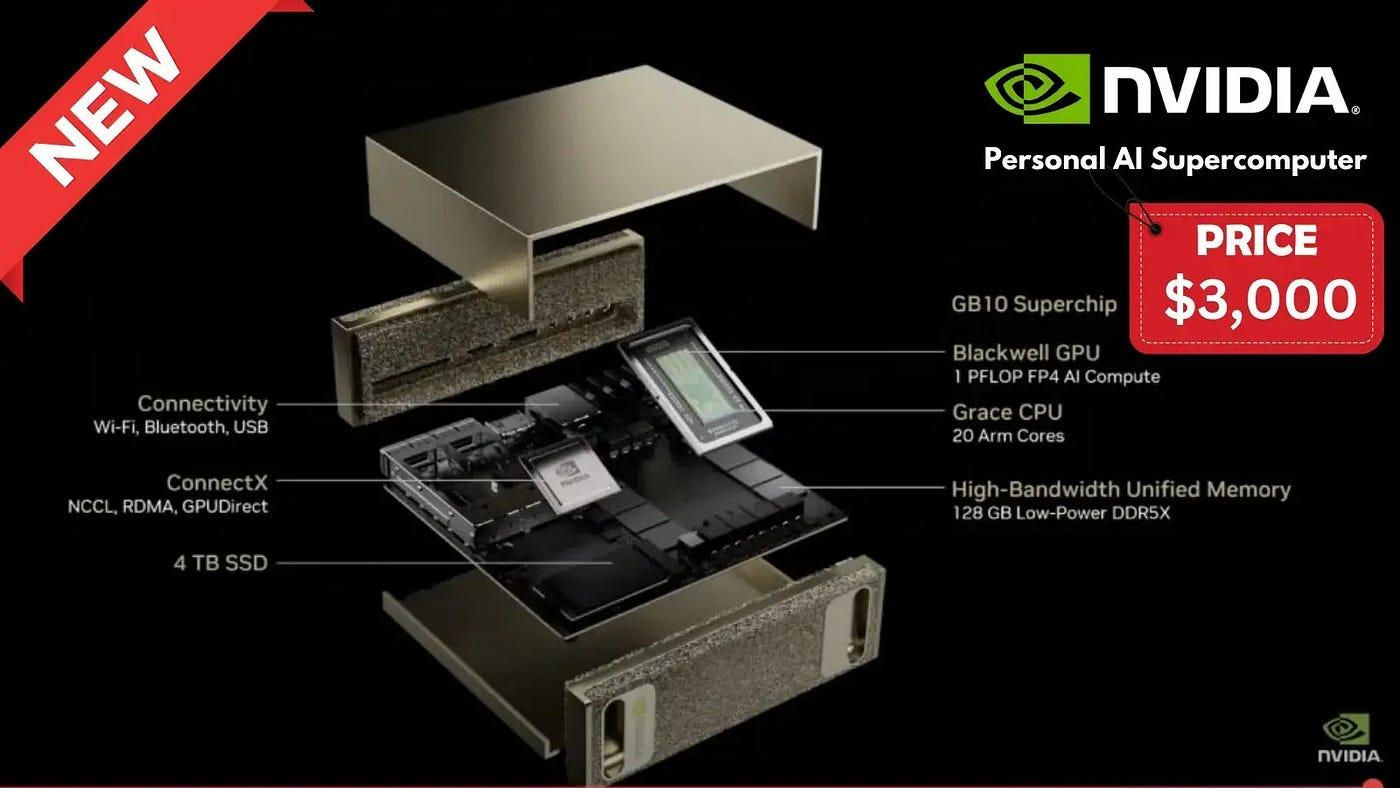 NEW
NVIDIA®
Personal AI Supercomputer
PRICE
$3,000
GB10 Superchip
Blackwell GPU
1 PFLOP FP4 AI Compute
Grace CPU
20 Arm Cores
High-Bandwidth Unified Memory
128 GB Low-Power DDR5X
Connectivity
Wi-Fi, Bluetooth, USB
ConnectX
NCCL, RDMA, GPUDirect
4 TB SSD
NVIDIA
NVIDIA.